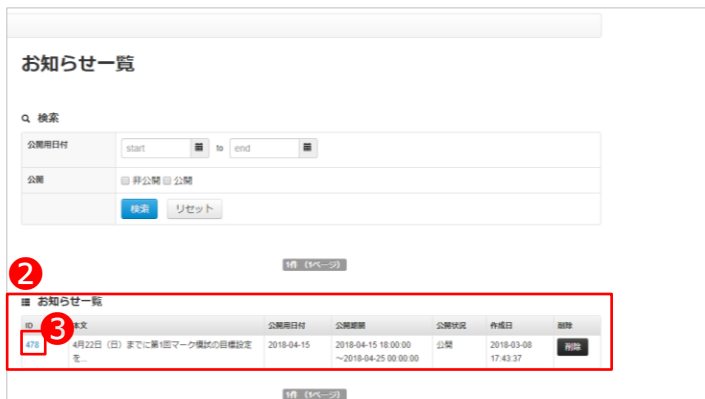 お知らせ一覧
検索
公開用日付 start to end
公開 非公開 公開
検索 リセット
1件 (1ページ)
2
お知らせ一覧
3
ID 本文 公開用日付 公開期間 公開状況 作成日 削除
478 4月22日（日）までに第1回マーク模試の目標設定 2018-04-15 2018-04-15 18:00:00 公開 2018-03-08 削除
を... ～2018-04-25 00:00:00 17:43:37
1件 (1ページ)